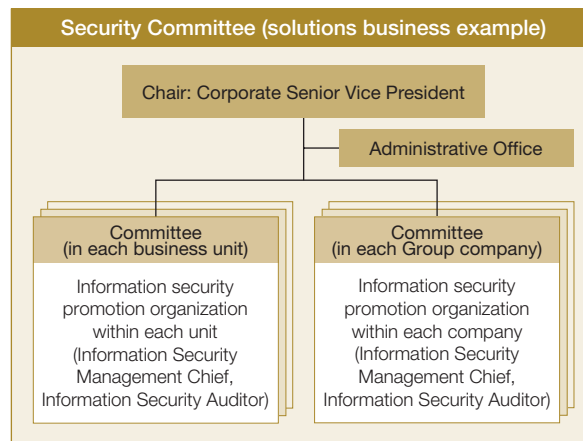 Security Committee (solutions business example)
Chair: Corporate Senior Vice President
Administrative Office
Committee
(in each business unit)
Information security
promotion organization
within each unit
(Information Security
Management Chief,
Information Security Auditor)
Committee
(in each Group company)
Information security
promotion organization
within each company
(Information Security
Management Chief,
Information Security Auditor)